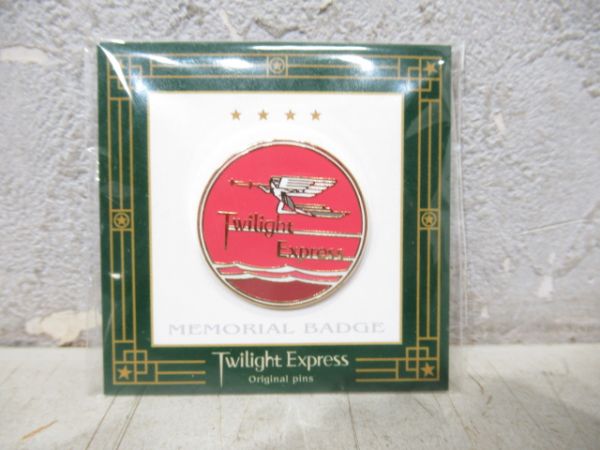 Twilight
Express
MEMORIAL BADGE
Twilight Express
Original pins